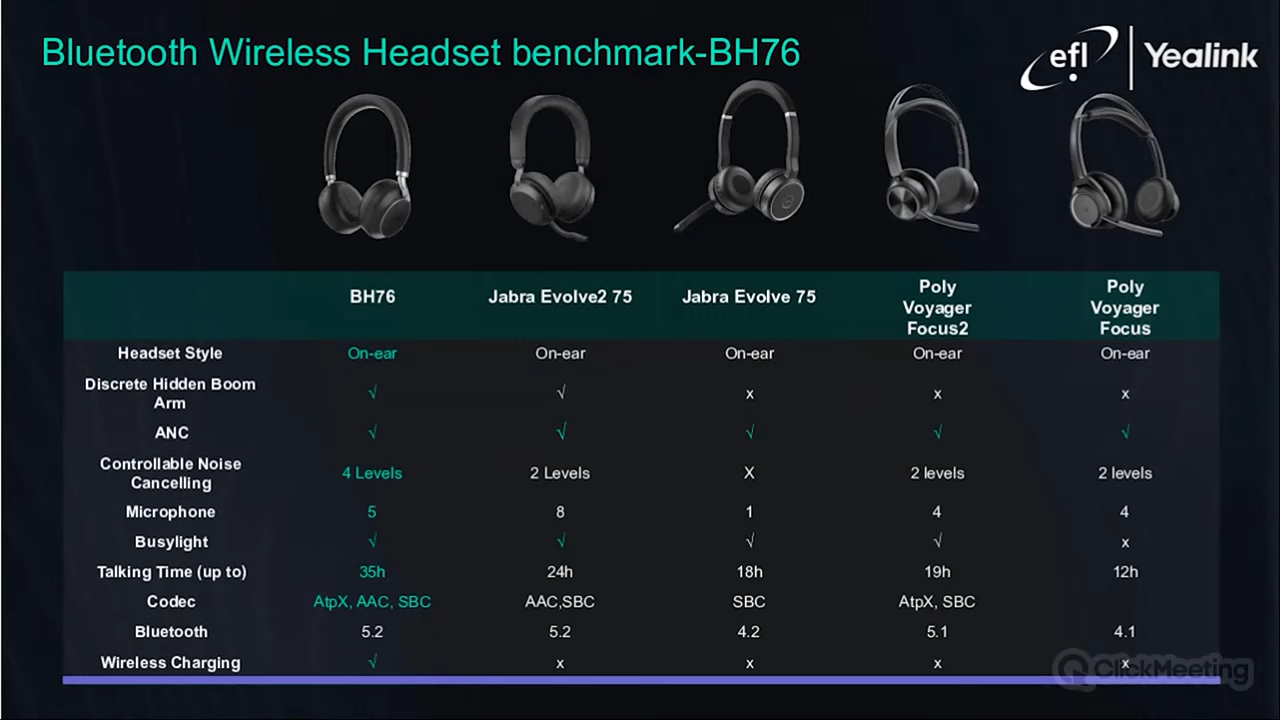 Bluetooth Wireless Headset benchmark-BH76
efl
Yealink
BH76 Jabra Evolve2 75 Jabra Evolve 75 Poly Voyager Focus2 Poly Voyager Focus
Headset Style On-ear On-ear On-ear On-ear On-ear
Discrete Hidden Boom Arm √ √ x x x
ANC √ √ √ √ √
Controllable Noise Cancelling 4 Levels 2 Levels X 2 levels 2 levels
Microphone 5 8 1 4 4
Busylight √ √ √ √ x
Talking Time (up to) 35h 24h 18h 19h 12h
Codec AtpX, AAC, SBC AAC,SBC SBC AtpX, SBC
Bluetooth 5.2 5.2 4.2 5.1 4.1
Wireless Charging √ x x x x
ClickMeeting